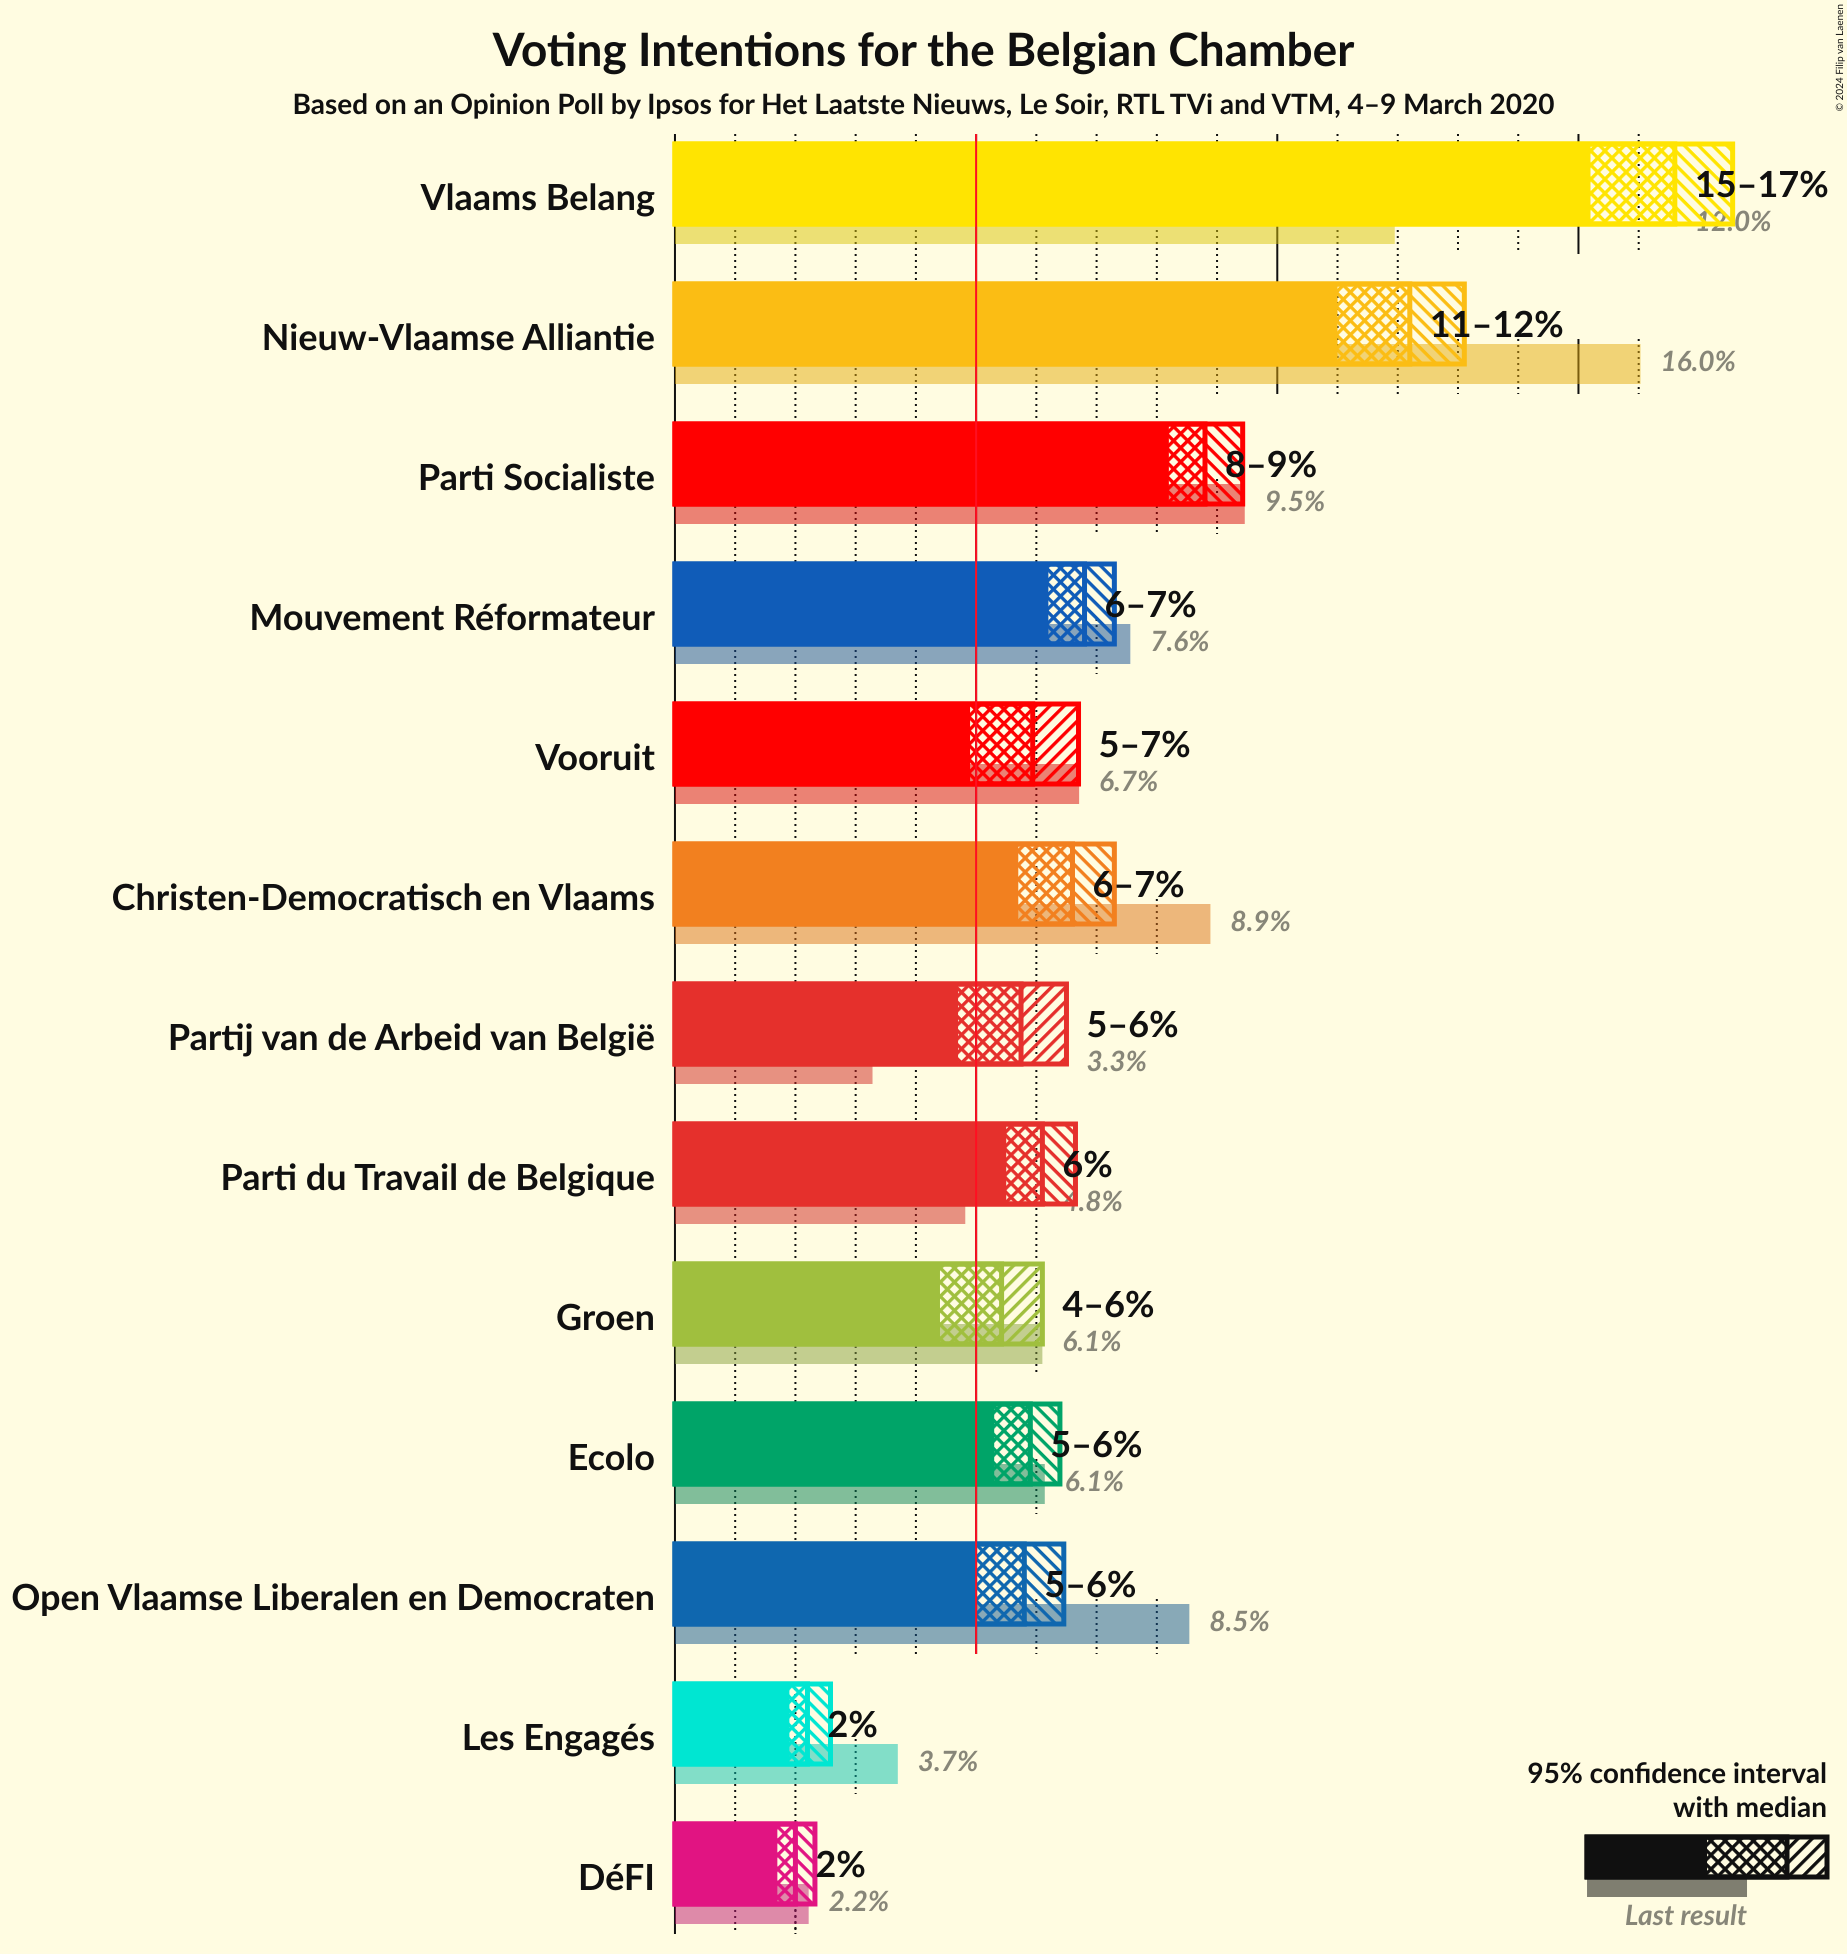 © 2024 Filip van Laenen
Voting Intentions for the Belgian Chamber
Based on an Opinion Poll by Ipsos for Het Laatste Nieuws, Le Soir, RTL TVi and VTM, 4–9 March 2020
Vlaams Belang
15–17%
12.0%
Nieuw-Vlaamse Alliantie
11–12%
16.0%
Parti Socialiste
8–9%
9.5%
Mouvement Réformateur
6–7%
7.6%
Vooruit
5–7%
6.7%
Christen-Democratisch en Vlaams
6–7%
8.9%
Partij van de Arbeid van België
5–6%
3.3%
Parti du Travail de Belgique
6%
4.8%
Groen
4–6%
6.1%
Ecolo
5–6%
6.1%
Open Vlaamse Liberalen en Democraten
5–6%
8.5%
Les Engagés
2%
3.7%
DéFI
2%
2.2%
95% confidence interval
with median
Last result